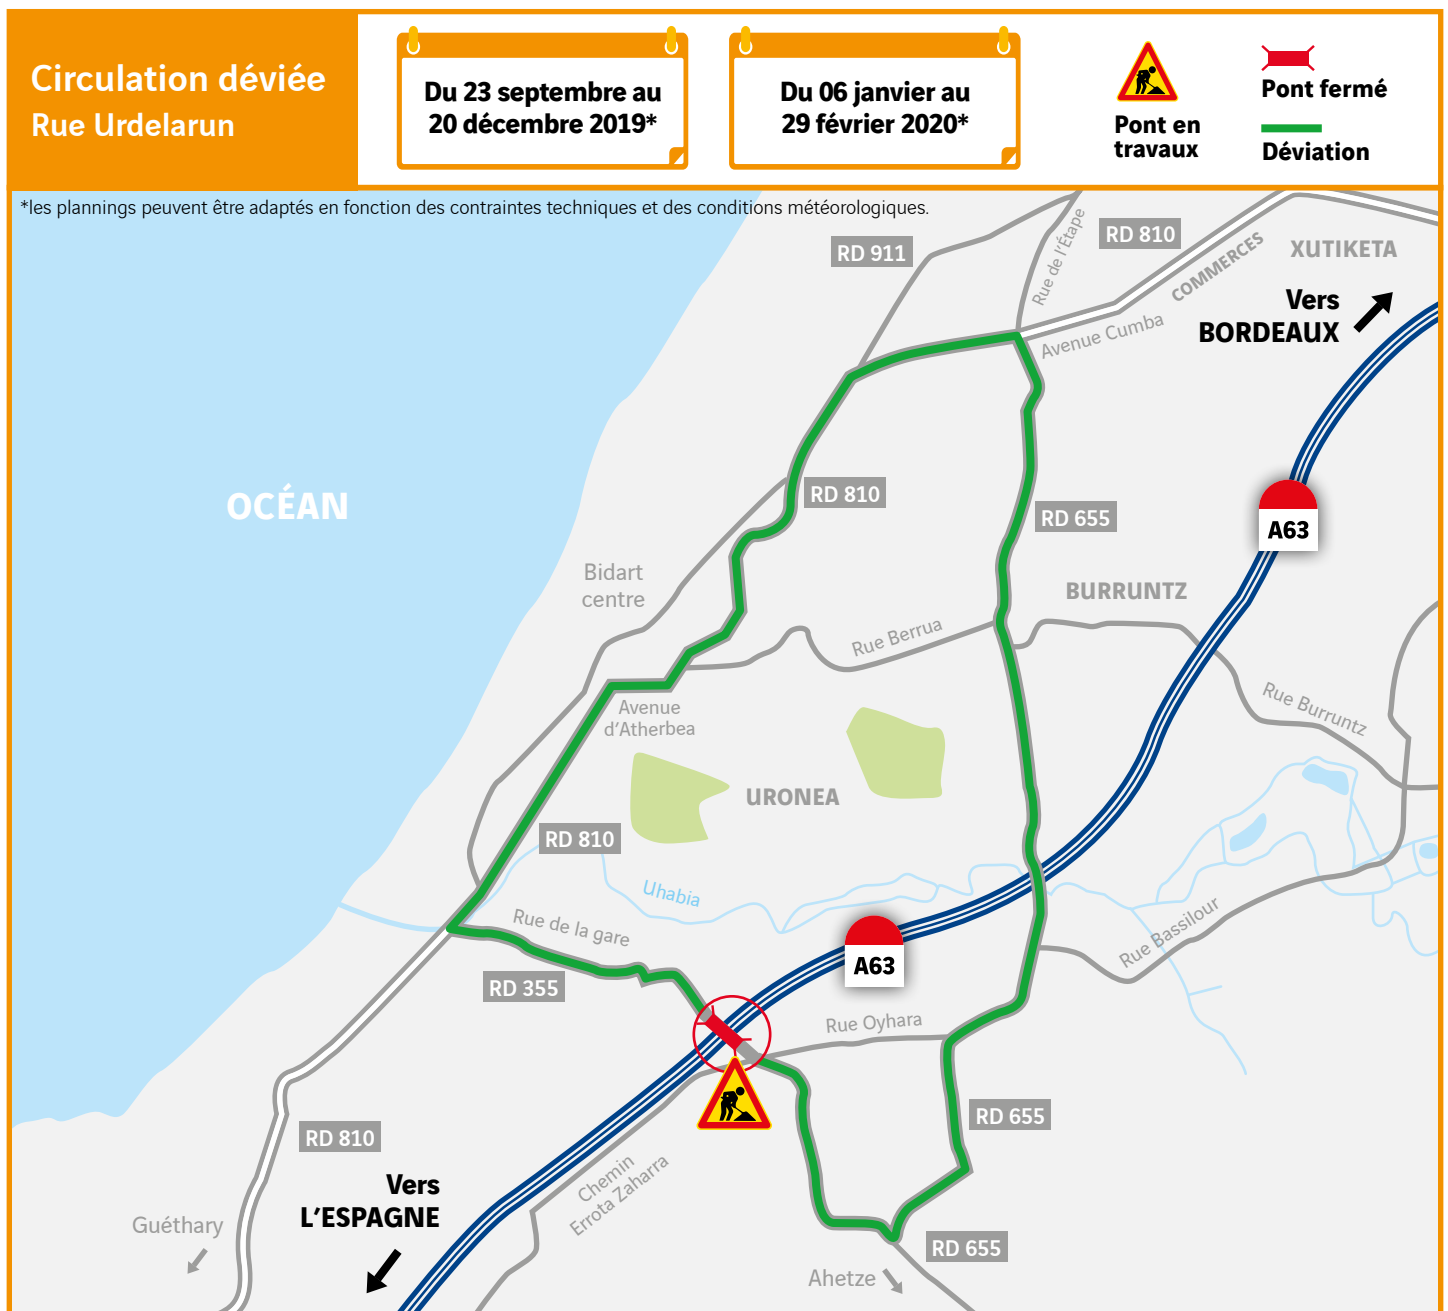 Circulation déviée
Rue Urdelarun
Du 23 septembre au
20 décembre 2019*
Du 06 janvier au
29 février 2020*
Pont en
travaux
Pont fermé
Déviation
*les plannings peuvent être adaptés en fonction des contraintes techniques et des conditions météorologiques.
RD 911
Rue de l'Étape
RD 810
COMMERCES
XUTIKETA
Vers
BORDEAUX
Avenue Cumba
OCÉAN
RD 810
RD 655
A63
Bidart
centre
BURRUNTZ
Rue Berrua
Rue Burruntz
Avenue
d'Atherbea
URONEA
RD 810
Uhabia
Rue de la gare
Rue Bassilour
A63
RD 355
Rue Oyhara
RD 655
RD 810
Chemin
Errota Zaharra
Vers
L'ESPAGNE
Guéthary
RD 655
Ahetze